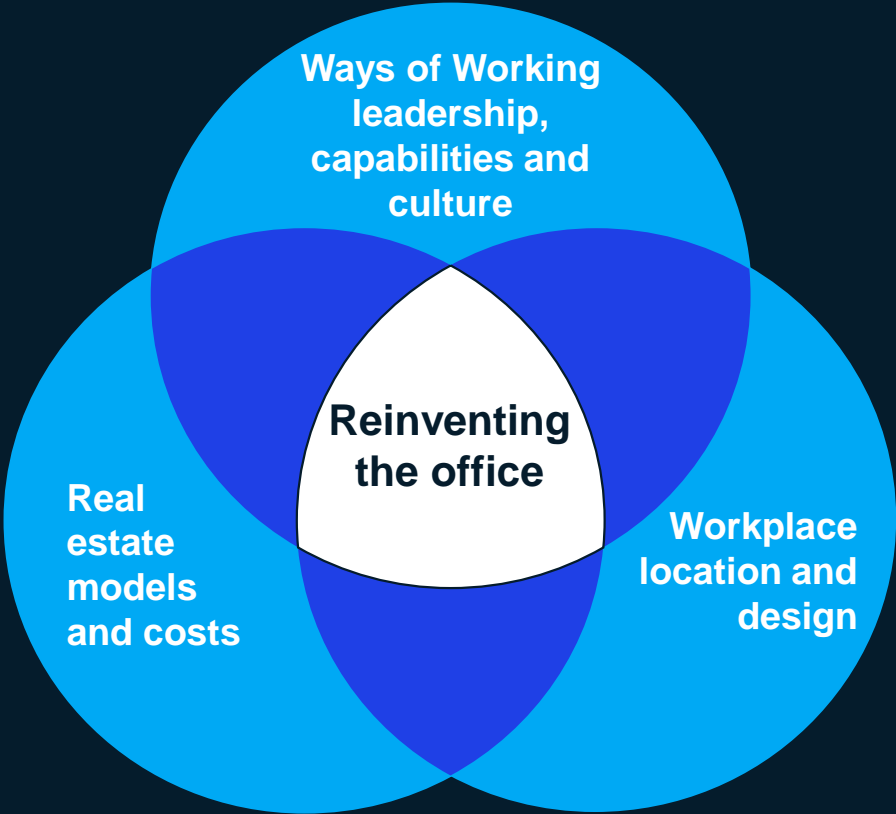 Ways of Working
leadership,
capabilities and
culture
Reinventing
the office
Real
estate
models
and costs
Workplace
location and
design